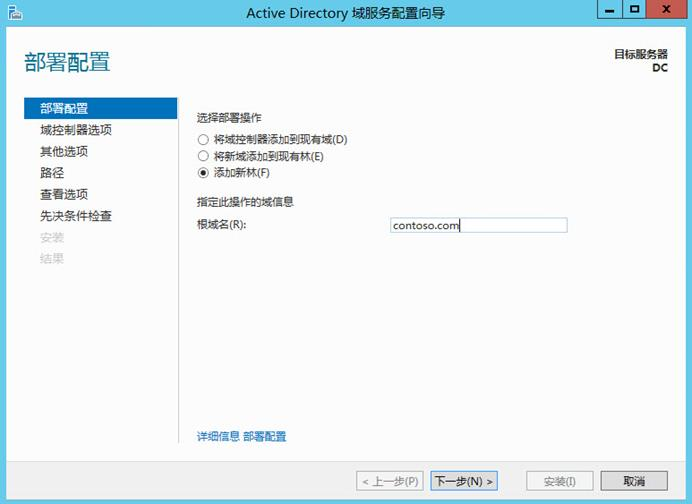 Active Directory 域服务配置向导
部署配置
目标服务器
DC
部署配置
域控制器选项
其他选项
路径
查看选项
先决条件检查
安装
结果
选择部署操作
将域控制器添加到现有域(D)
将新域添加到现有林(E)
添加新林(F)
指定此操作的域信息
根域名(R): contoso.com
详细信息 部署配置
< 上一步(P) 下一步(N) > 安装(I) 取消